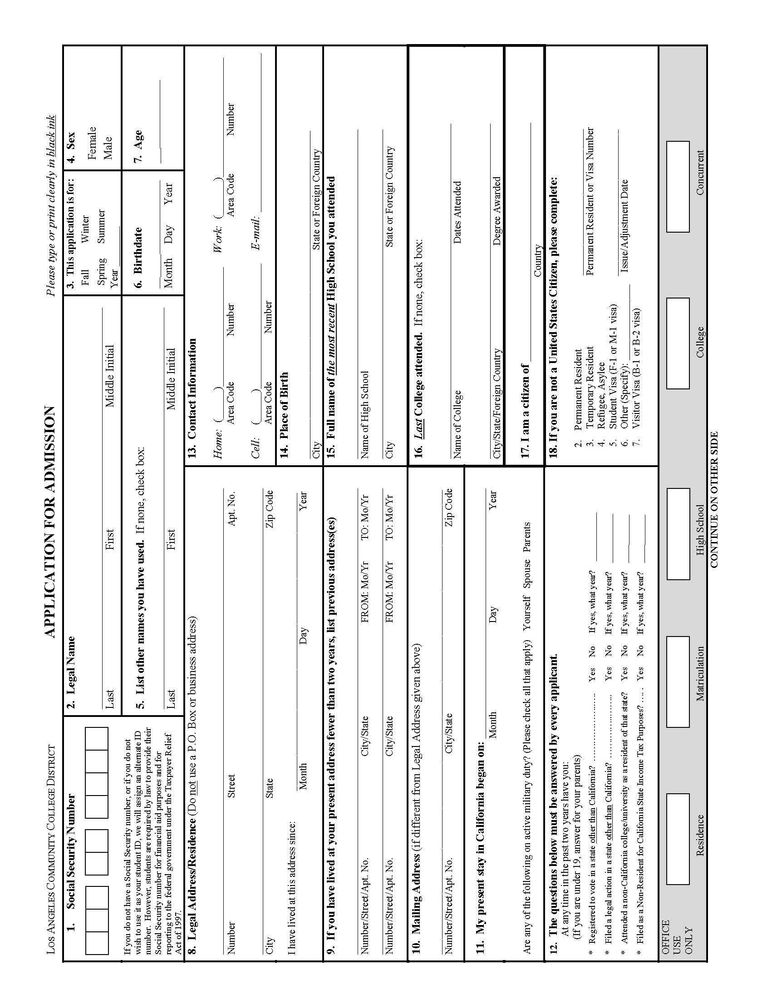 LOS ANGELES COMMUNITY COLLEGE DISTRICT
APPLICATION FOR ADMISSION
Please type or print clearly in black ink
1. Social Security Number
If you do not have a Social Security number, or if you do not
wish to use it as your student ID, we will assign an alternate ID
number. However, students are required by law to provide their
Social Security number for financial aid purposes and for
reporting to the federal government under the Taxpayer Relief
Act of 1997.
2. Legal Name
Last First Middle Initial
3. This application is for:
Fall Winter
Spring Summer
Year
4. Sex
Female
Male
5. List other names you have used. If none, check box:
Last First Middle Initial
6. Birthdate
Month Day Year
7. Age
8. Legal Address/Residence (Do not use a P.O. Box or business address)
Number Street Apt. No.
City State Zip Code
I have lived at this address since:
Month Day Year
9. If you have lived at your present address fewer than two years, list previous address(es)
Number/Street/Apt. No. City/State FROM: Mo/Yr TO: Mo/Yr
Number/Street/Apt. No. City/State FROM: Mo/Yr TO: Mo/Yr
10. Mailing Address (if different from Legal Address given above)
Number/Street/Apt. No. City/State Zip Code
11. My present stay in California began on:
Month Day Year
Are any of the following on active military duty? (Please check all that apply) Yourself Spouse Parents
12. The questions below must be answered by every applicant.
At any time in the past two years have you:
(If you are under 19, answer for your parents)
* Registered to vote in a state other than California? ........................ Yes No If yes, what year?
* Filed a legal action in a state other than California? ...................... Yes No If yes, what year?
* Attended a non-California college/university as a resident of that state? Yes No If yes, what year?
* Filed as a Non-Resident for California State Income Tax Purposes? ..... Yes No If yes, what year?
13. Contact Information
Home: ( ) Work: ( )
Area Code Number Area Code Number
Cell: ( ) E-mail:
Area Code Number
14. Place of Birth
City State or Foreign Country
15. Full name of the most recent High School you attended
Name of High School
City State or Foreign Country
16. Last College attended. If none, check box:
Name of College Dates Attended
City/State/Foreign Country Degree Awarded
17. I am a citizen of
Country
18. If you are not a United States Citizen, please complete:
2. Permanent Resident
3. Temporary Resident
Permanent Resident or Visa Number
4. Refugee, Asylee
5. Student Visa (F-1 or M-1 visa)
6. Other (Specify):
Issue/Adjustment Date
7. Visitor Visa (B-1 or B-2 visa)
OFFICE
USE
ONLY
Residence Matriculation High School College Concurrent
CONTINUE ON OTHER SIDE